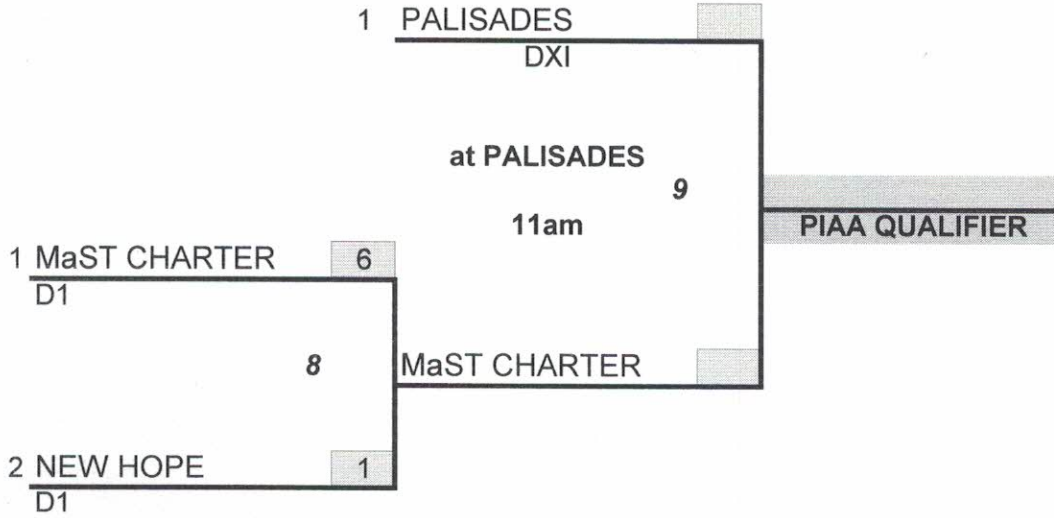 1 PALISADES
DXI
at PALISADES
9
11am
PIAA QUALIFIER
1 MaST CHARTER 6
D1
8
MaST CHARTER
2 NEW HOPE 1
D1